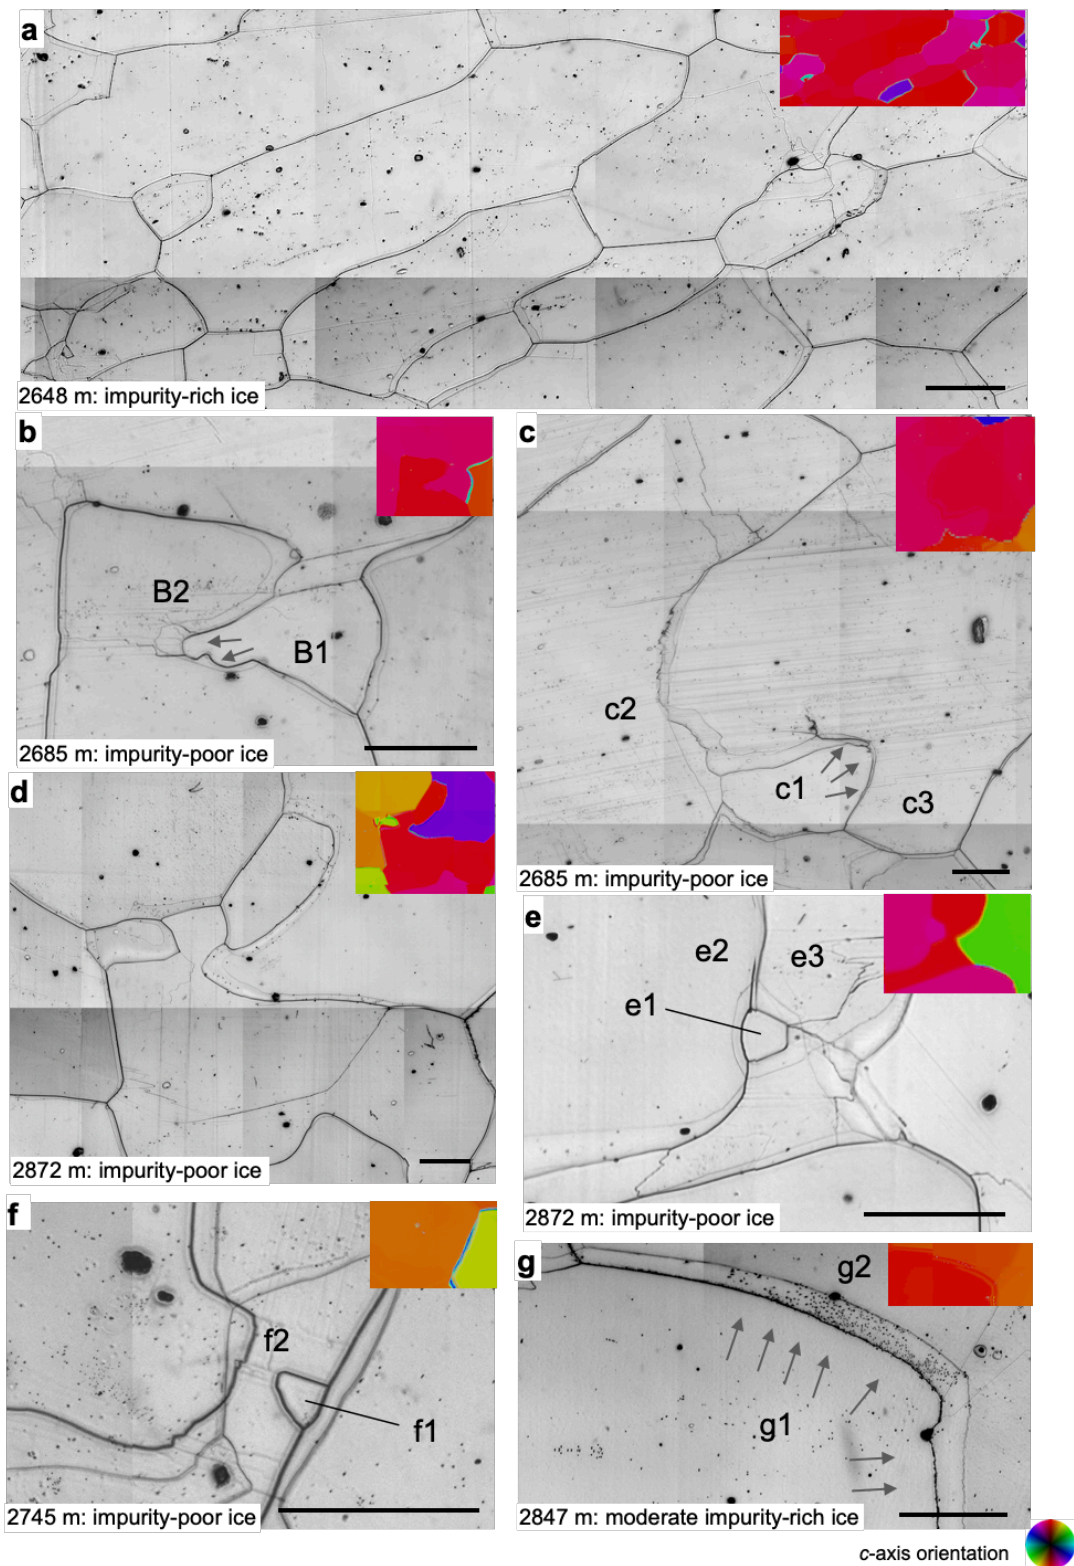 a
2648 m: impurity-rich ice
b
B2
B1
2685 m: impurity-poor ice
c
c2
c1
c3
2685 m: impurity-poor ice
d
2872 m: impurity-poor ice
e
e2
e3
e1
2872 m: impurity-poor ice
f
f2
f1
2745 m: impurity-poor ice
g
g2
g1
2847 m: moderate impurity-rich ice
c-axis orientation